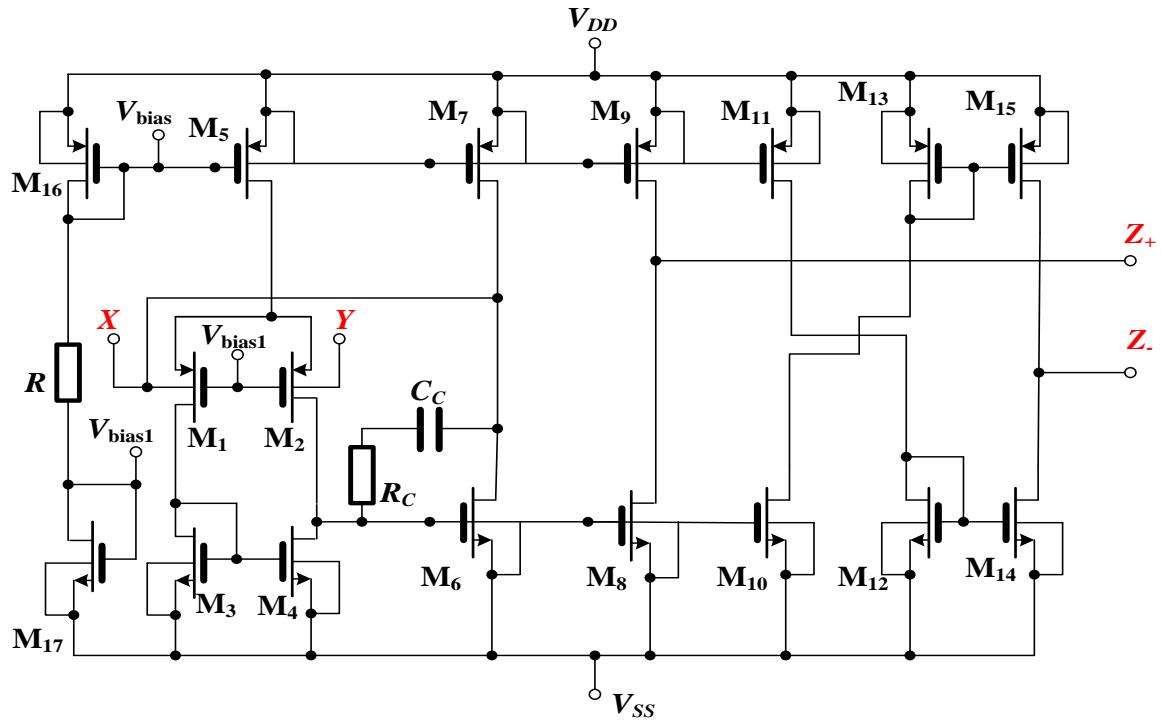 V_DD
V_bias
M_5
M_7
M_9
M_11
M_13
M_15
M_16
Z_+
X
V_bias1
Y
Z_-
R
M_1
M_2
C_C
V_bias1
R_C
M_17
M_3
M_4
M_6
M_8
M_10
M_12
M_14
V_SS